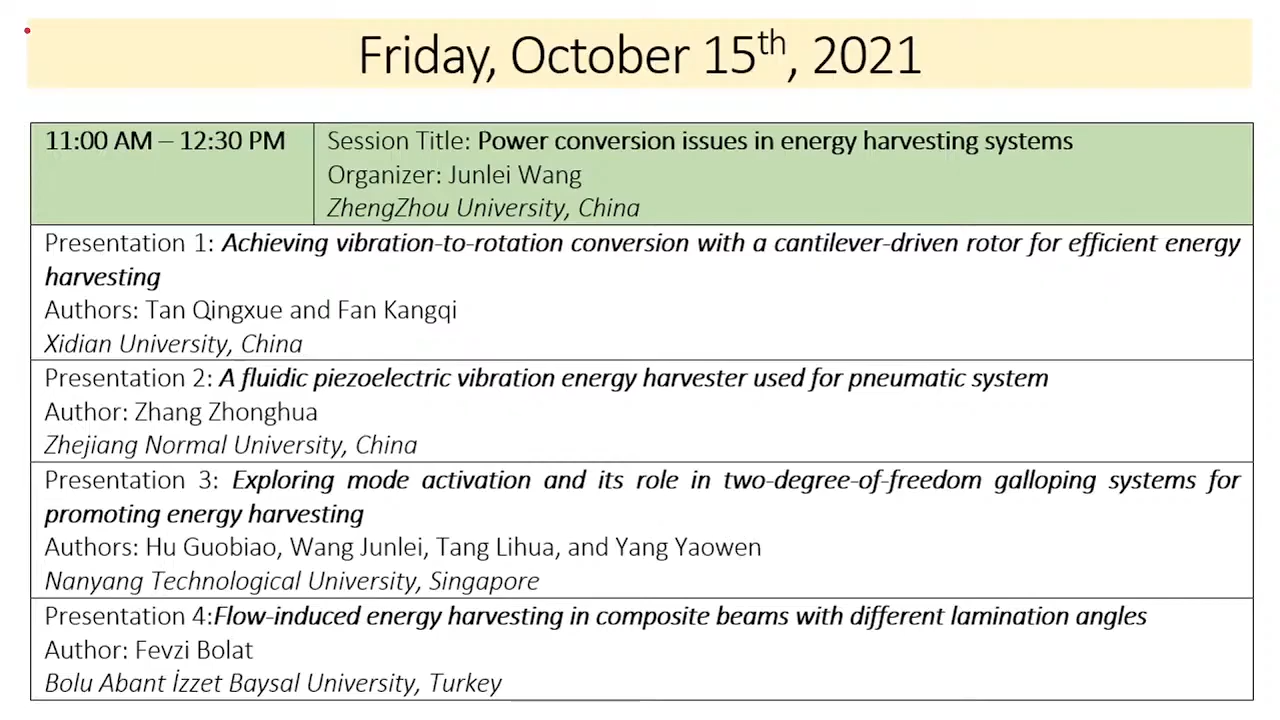 Friday, October 15th, 2021
11:00 AM – 12:30 PM
Session Title: Power conversion issues in energy harvesting systems
Organizer: Junlei Wang
ZhengZhou University, China
Presentation 1: Achieving vibration-to-rotation conversion with a cantilever-driven rotor for efficient energy
harvesting
Authors: Tan Qingxue and Fan Kangqi
Xidian University, China
Presentation 2: A fluidic piezoelectric vibration energy harvester used for pneumatic system
Author: Zhang Zhonghua
Zhejiang Normal University, China
Presentation 3: Exploring mode activation and its role in two-degree-of-freedom galloping systems for
promoting energy harvesting
Authors: Hu Guobiao, Wang Junlei, Tang Lihua, and Yang Yaowen
Nanyang Technological University, Singapore
Presentation 4:Flow-induced energy harvesting in composite beams with different lamination angles
Author: Fevzi Bolat
Bolu Abant İzzet Baysal University, Turkey